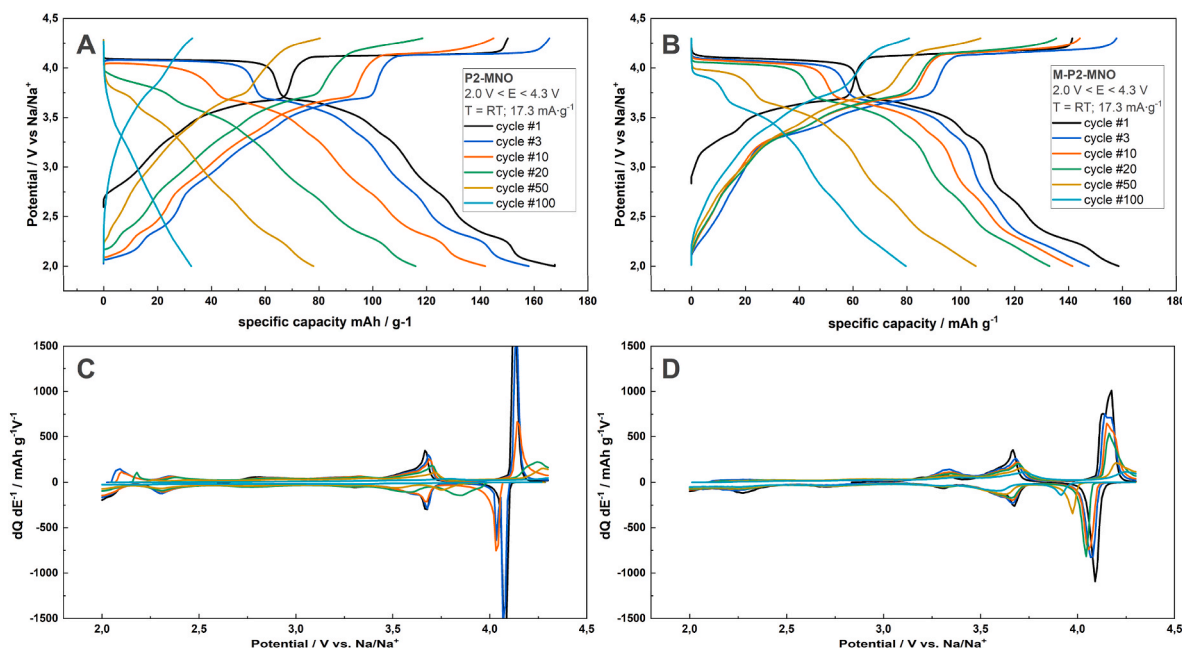 A
4,5
4,0
3,5
3,0
2,5
2,0
Potential / V vs Na/Na⁺
P2-MNO
2.0 V < E < 4.3 V
T = RT; 17.3 mA·g⁻¹
cycle #1
cycle #3
cycle #10
cycle #20
cycle #50
cycle #100
0 20 40 60 80 100 120 140 160 180
specific capacity mAh / g-1
B
4,5
4,0
3,5
3,0
2,5
2,0
Potential / V vs Na/Na⁺
M-P2-MNO
2.0 V < E < 4.3 V
T = RT; 17.3 mA·g⁻¹
cycle #1
cycle #3
cycle #10
cycle #20
cycle #50
cycle #100
0 20 40 60 80 100 120 140 160 180
specific capacity / mAh g⁻¹
C
1500
1000
500
0
-500
-1000
-1500
dQ dE⁻¹ / mAh g⁻¹V⁻¹
2,0 2,5 3,0 3,5 4,0 4,5
Potential / V vs. Na/Na⁺
D
1500
1000
500
0
-500
-1000
-1500
dQ dE⁻¹ / mAh g⁻¹V⁻¹
2,0 2,5 3,0 3,5 4,0 4,5
Potential / V vs. Na/Na⁺